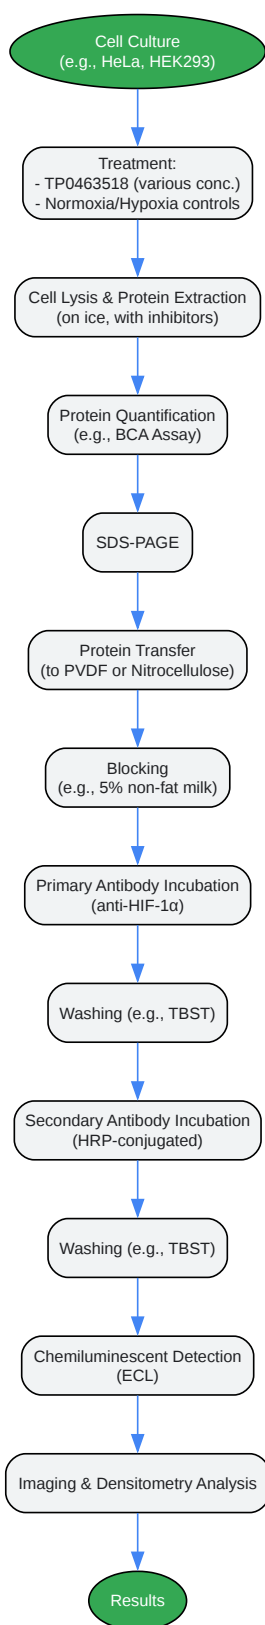 Cell Culture
(e.g., HeLa, HEK293)
Treatment:
- TP0463518 (various conc.)
- Normoxia/Hypoxia controls
Cell Lysis & Protein Extraction
(on ice, with inhibitors)
Protein Quantification
(e.g., BCA Assay)
SDS-PAGE
Protein Transfer
(to PVDF or Nitrocellulose)
Blocking
(e.g., 5% non-fat milk)
Primary Antibody Incubation
(anti-HIF-1α)
Washing (e.g., TBST)
Secondary Antibody Incubation
(HRP-conjugated)
Washing (e.g., TBST)
Chemiluminescent Detection
(ECL)
Imaging & Densitometry Analysis
Results